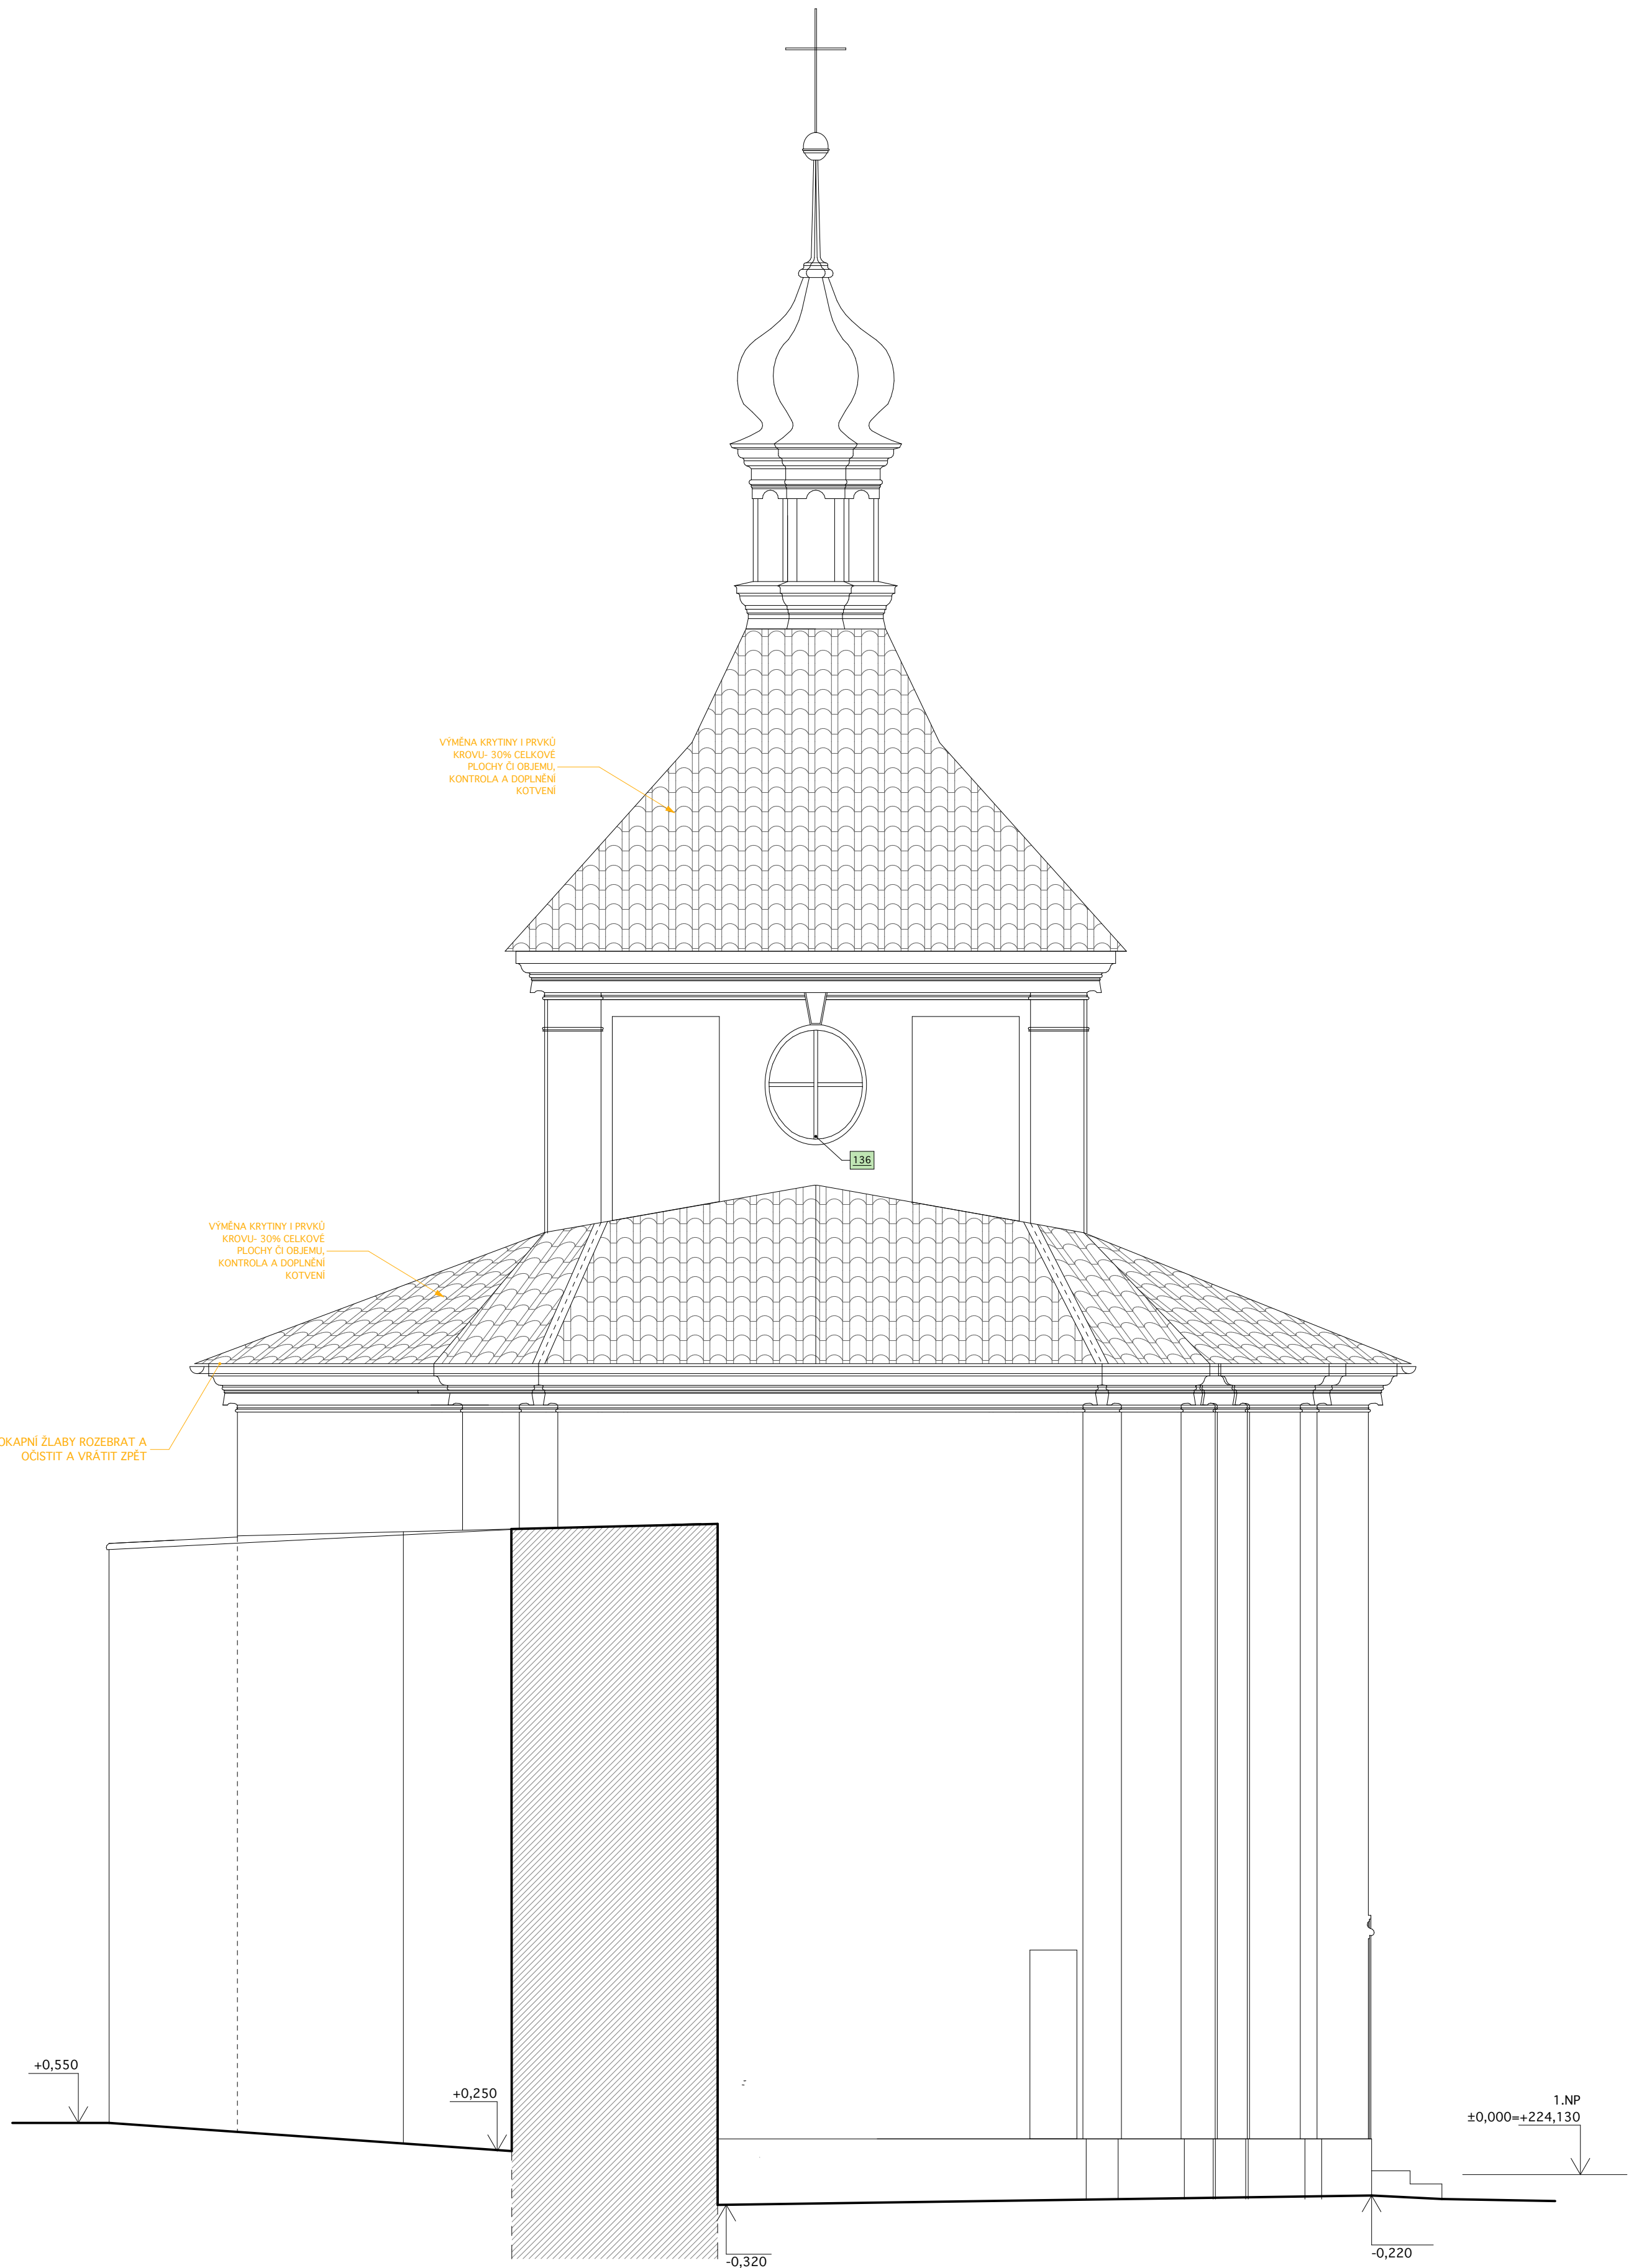 VÝMĚNA KRYTINY I PRVKŮ
KROVU- 30% CELKOVÉ
PLOCHY ČI OBJEMU,
KONTROLA A DOPLNĚNÍ
KOTVENÍ
136
VÝMĚNA KRYTINY I PRVKŮ
KROVU- 30% CELKOVÉ
PLOCHY ČI OBJEMU,
KONTROLA A DOPLNĚNÍ
KOTVENÍ
OKAPNÍ ŽLABY ROZEBRAT A
OČISTIT A VRÁTIT ZPĚT
+0,550
+0,250
1.NP
±0,000=+224,130
-0,320
-0,220